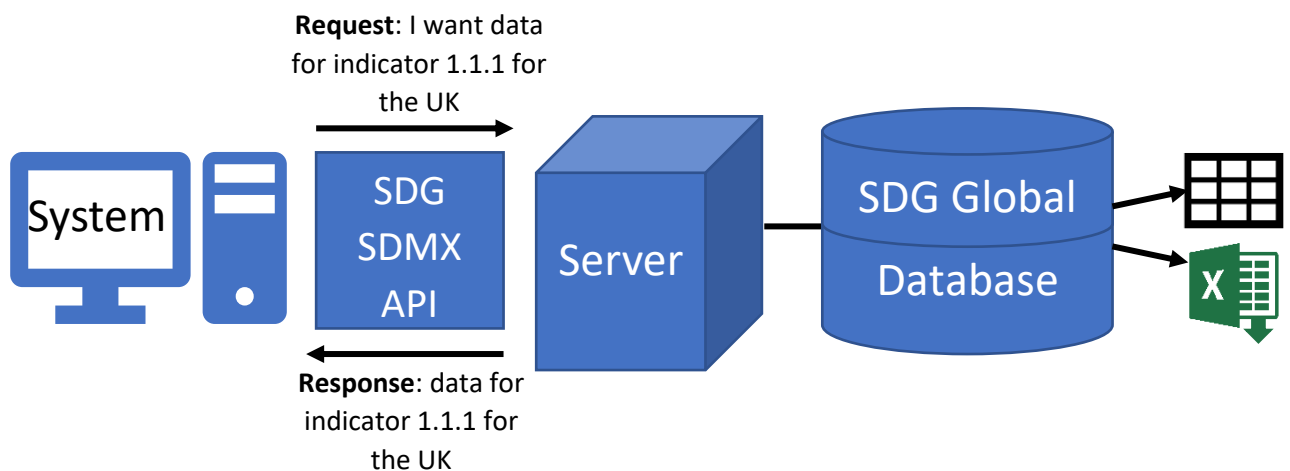 Request: I want data
for indicator 1.1.1 for
the UK
System
SDG
SDMX
API
Server
SDG Global
Database
X
Response: data for
indicator 1.1.1 for
the UK